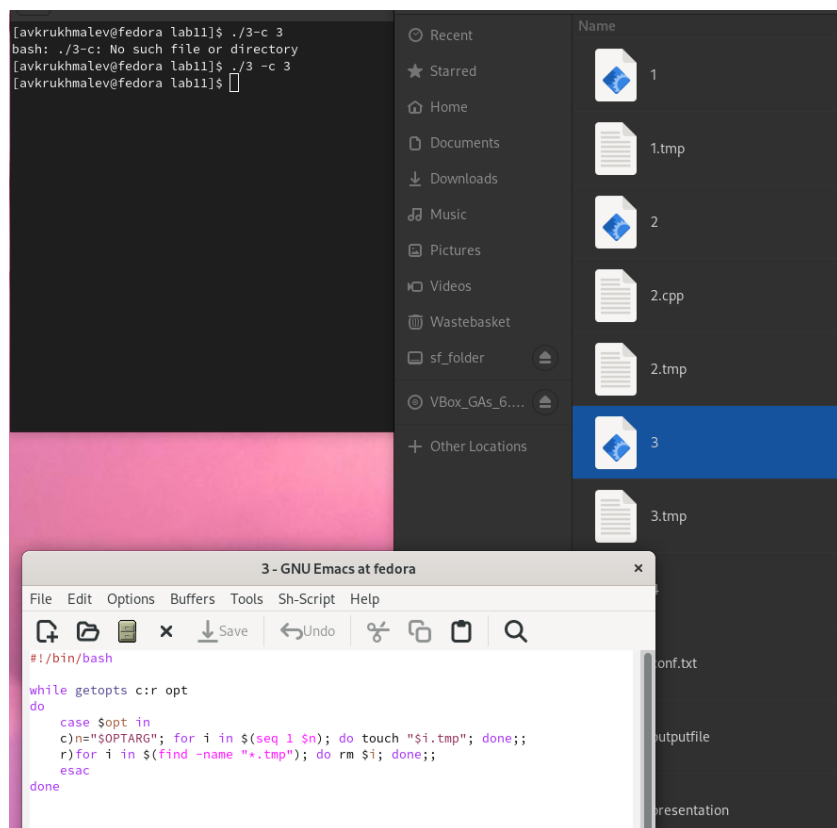 [avkrukhmalev@fedora lab11]$ ./3-c 3
bash: ./3-c: No such file or directory
[avkrukhmalev@fedora lab11]$ ./3 -c 3
[avkrukhmalev@fedora lab11]$
Recent
Starred
Home
Documents
Downloads
Music
Pictures
Videos
Wastebasket
sf_folder
VBox_GAs_6....
Other Locations
Name
1
1.tmp
2
2.cpp
2.tmp
3
3.tmp
onf.txt
utputfile
presentation
3 - GNU Emacs at fedora
File Edit Options Buffers Tools Sh-Script Help
Save Undo
#!/bin/bash
while getopts c:r opt
do
    case $opt in
    c)n="$OPTARG"; for i in $(seq 1 $n); do touch "$i.tmp"; done;;
    r)for i in $(find -name "*.tmp"); do rm $i; done;;
    esac
done